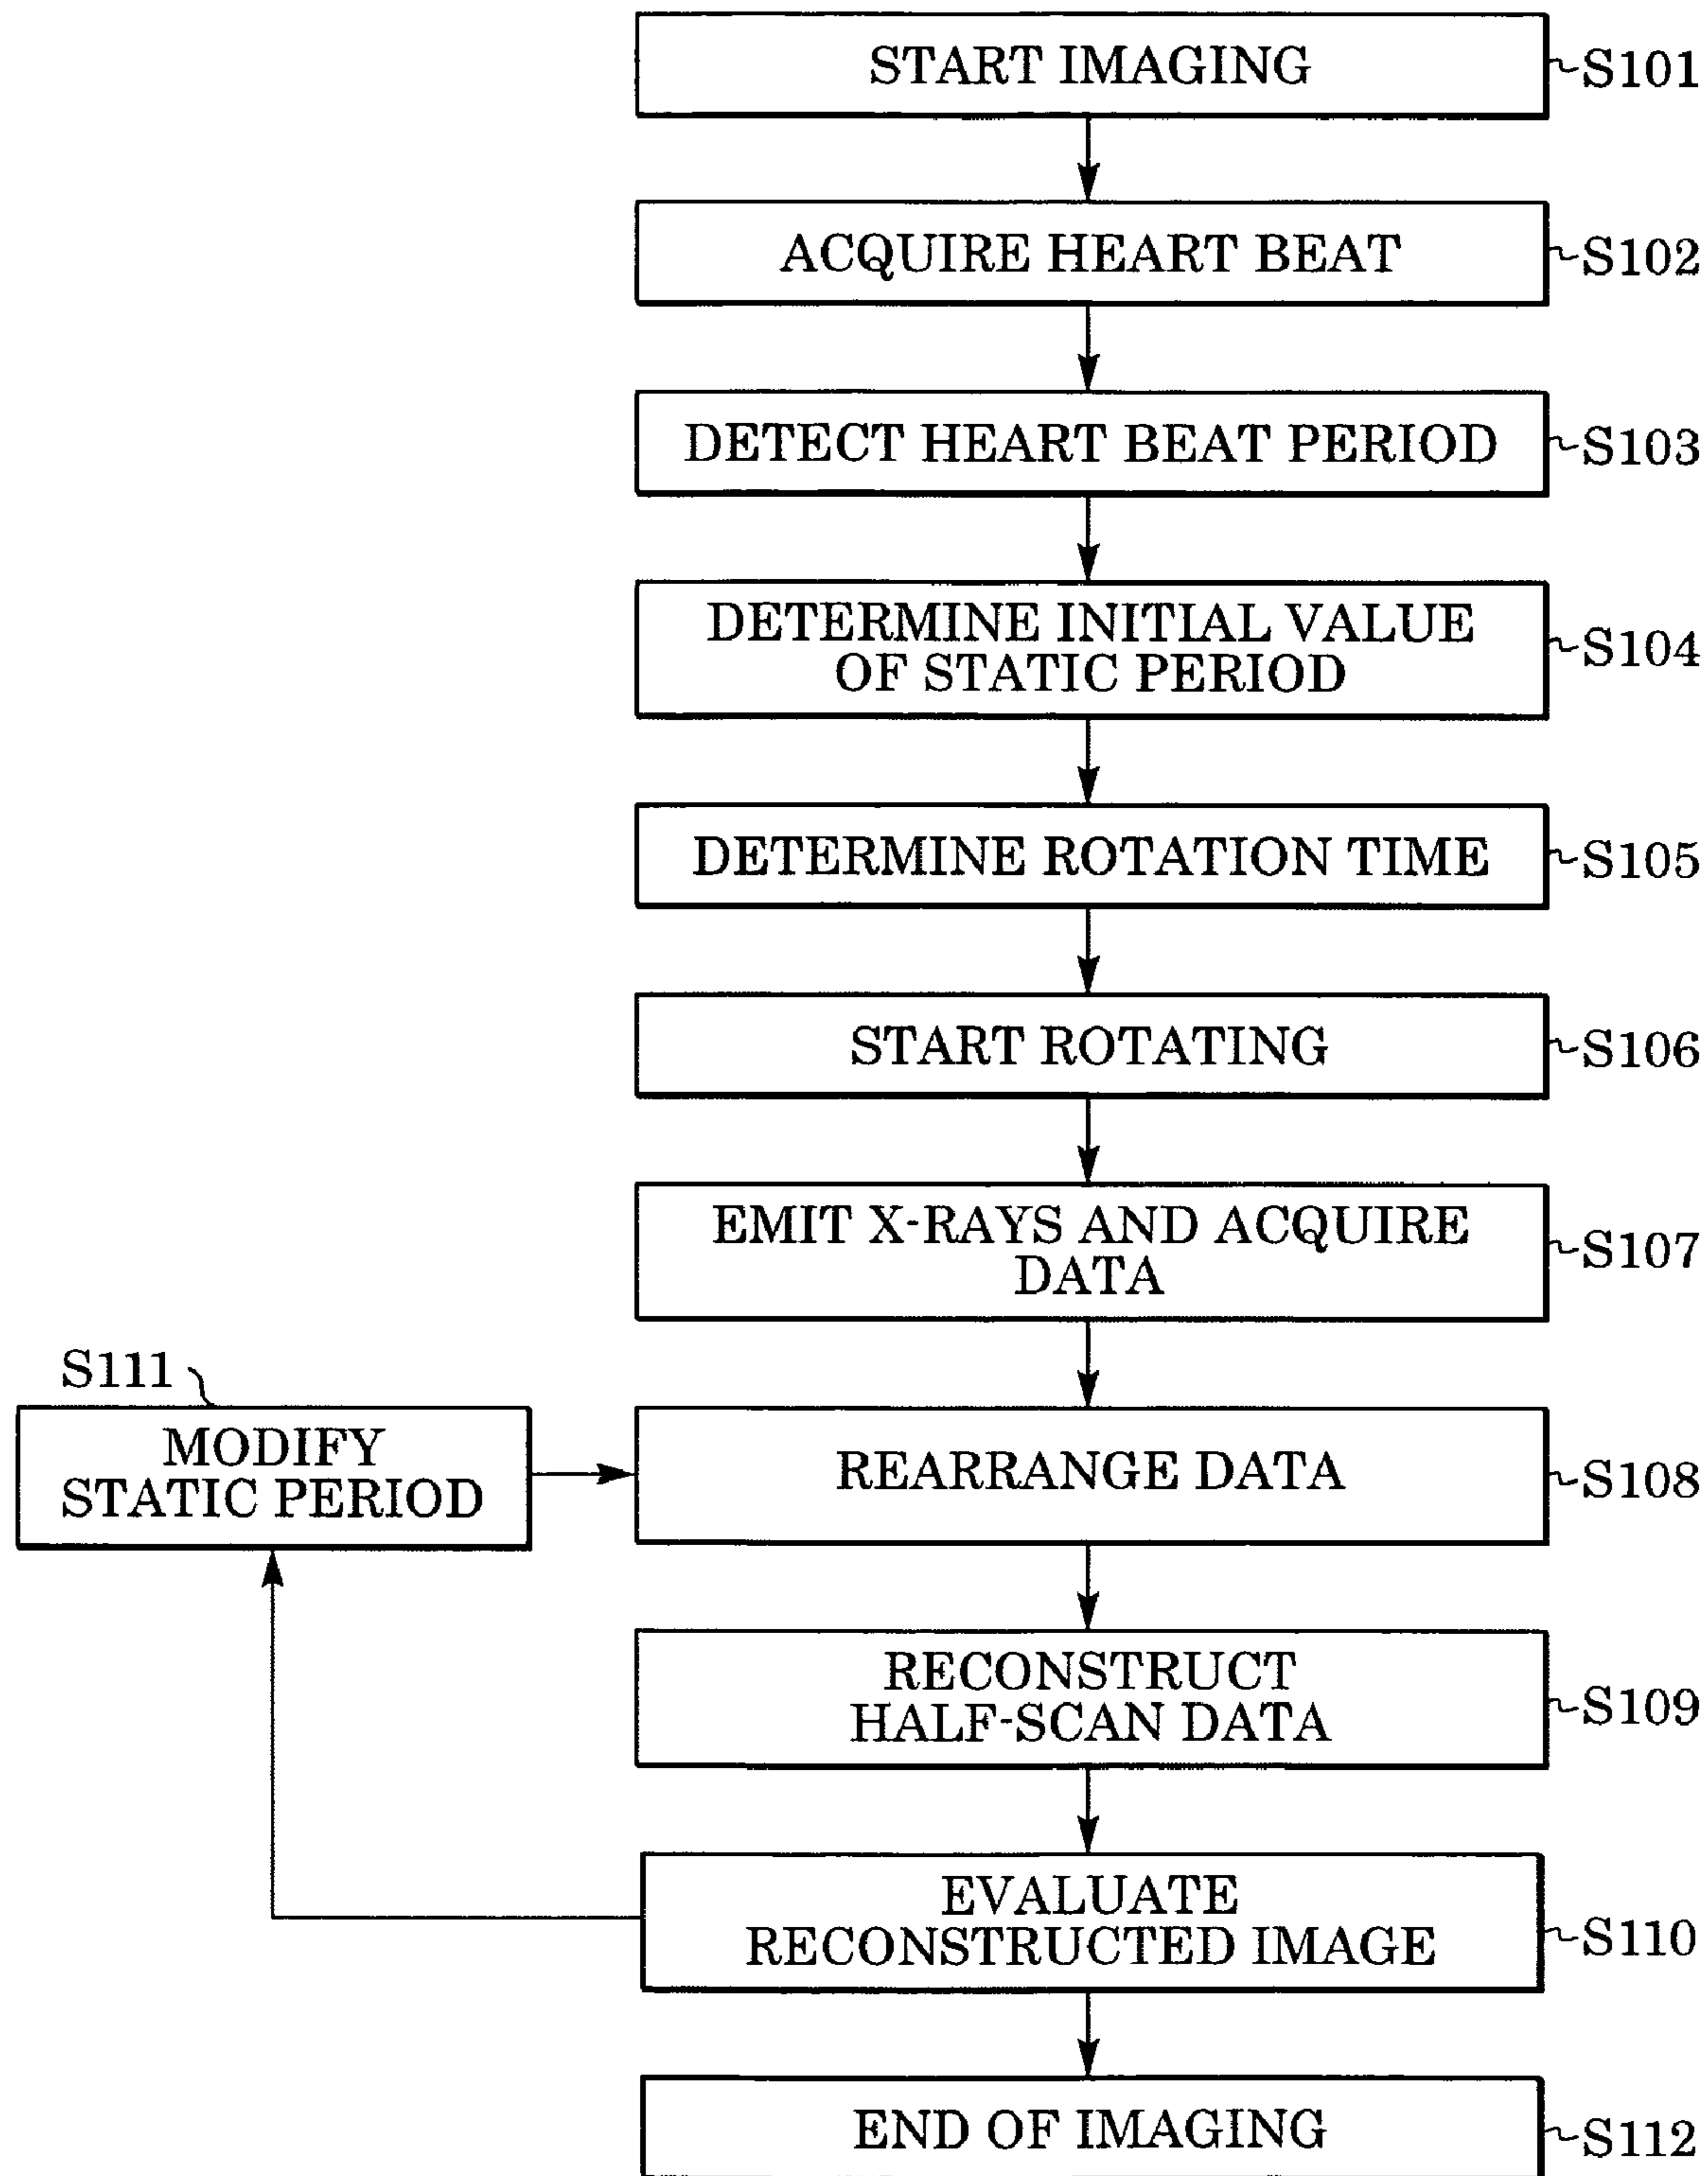 START IMAGING
S101
ACQUIRE HEART BEAT
S102
DETECT HEART BEAT PERIOD
S103
DETERMINE INITIAL VALUE
OF STATIC PERIOD
S104
DETERMINE ROTATION TIME
S105
START ROTATING
S106
EMIT X-RAYS AND ACQUIRE
DATA
S107
S111
MODIFY
STATIC PERIOD
REARRANGE DATA
S108
RECONSTRUCT
HALF-SCAN DATA
S109
EVALUATE
RECONSTRUCTED IMAGE
S110
END OF IMAGING
S112